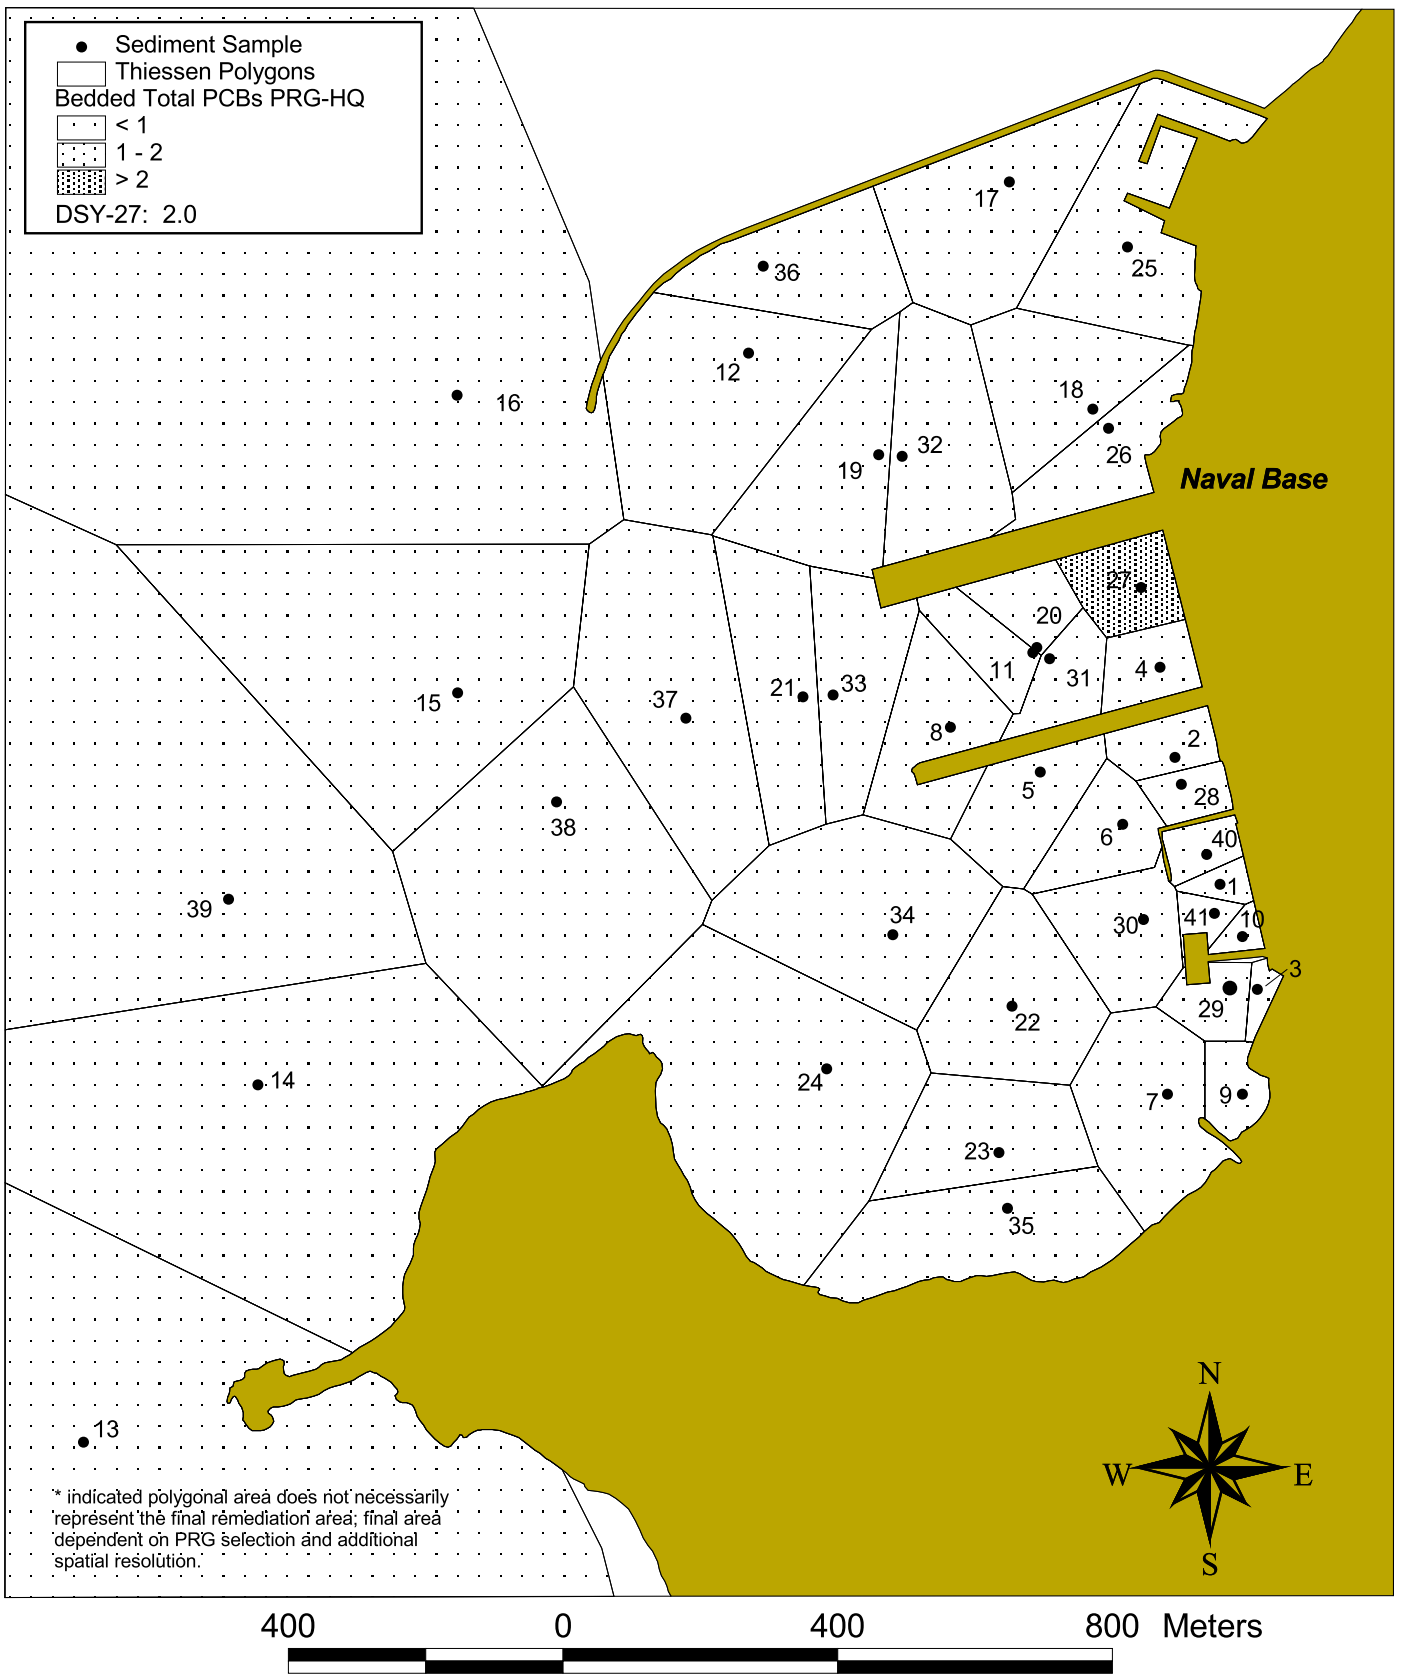 Sediment Sample
Thiessen Polygons
Bedded Total PCBs PRG-HQ
< 1
1 - 2
> 2
DSY-27: 2.0
17
25
36
12
16
18
26
19
32
Naval Base
27
20
11
31
4
15
37
21
33
8
2
5
28
38
6
40
39
1
34
30
41
10
3
29
22
14
24
7
9
23
35
13
N
W
E
S
* indicated polygonal area does not necessarily
represent the final remediation area; final area
dependent on PRG selection and additional
spatial resolution.
400 0 400 800 Meters